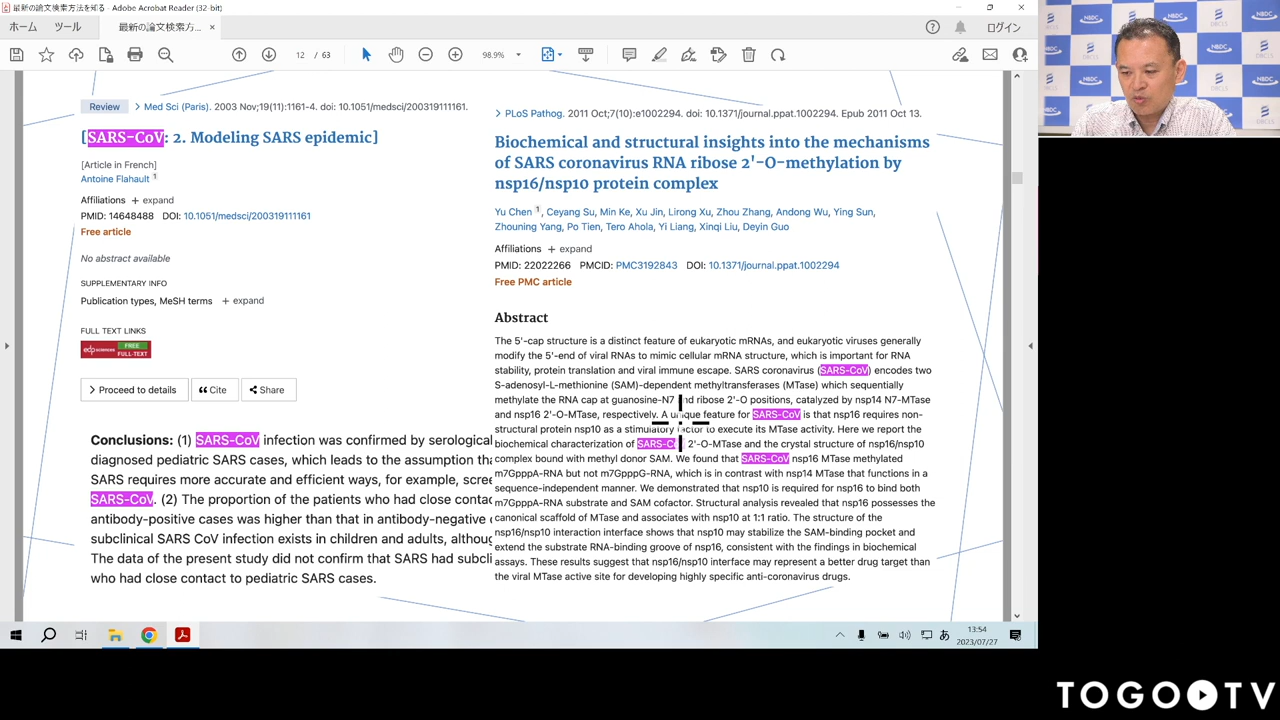 最新の論文検索方法を知る - Adobe Acrobat Reader (32-bit)
ホーム ツール 最新の論文検索方... × ログイン
12 / 63 98.9%
Review > Med Sci (Paris). 2003 Nov;19(11):1161-4. doi: 10.1051/medsci/200319111161.
[SARS-CoV: 2. Modeling SARS epidemic]
[Article in French]
Antoine Flahault 1
Affiliations + expand
PMID: 14648488 DOI: 10.1051/medsci/200319111161
Free article
No abstract available
SUPPLEMENTARY INFO
Publication types, MeSH terms + expand
FULL TEXT LINKS
edp sciences FREE FULL-TEXT
> Proceed to details Cite Share
Conclusions: (1) SARS-CoV infection was confirmed by serological
diagnosed pediatric SARS cases, which leads to the assumption tha
SARS requires more accurate and efficient ways, for example, scree
SARS-CoV. (2) The proportion of the patients who had close contac
antibody-positive cases was higher than that in antibody-negative
subclinical SARS CoV infection exists in children and adults, althoug
The data of the present study did not confirm that SARS had subcli
who had close contact to pediatric SARS cases.
> PLoS Pathog. 2011 Oct;7(10):e1002294. doi: 10.1371/journal.ppat.1002294. Epub 2011 Oct 13.
Biochemical and structural insights into the mechanisms
of SARS coronavirus RNA ribose 2'-O-methylation by
nsp16/nsp10 protein complex
Yu Chen 1, Ceyang Su, Min Ke, Xu Jin, Lirong Xu, Zhou Zhang, Andong Wu, Ying Sun,
Zhouning Yang, Po Tien, Tero Ahola, Yi Liang, Xinqi Liu, Deyin Guo
Affiliations + expand
PMID: 22022266 PMCID: PMC3192843 DOI: 10.1371/journal.ppat.1002294
Free PMC article
Abstract
The 5'-cap structure is a distinct feature of eukaryotic mRNAs, and eukaryotic viruses generally
modify the 5'-end of viral RNAs to mimic cellular mRNA structure, which is important for RNA
stability, protein translation and viral immune escape. SARS coronavirus (SARS-CoV) encodes two
S-adenosyl-L-methionine (SAM)-dependent methyltransferases (MTase) which sequentially
methylate the RNA cap at guanosine-N7 and ribose 2'-O positions, catalyzed by nsp14 N7-MTase
and nsp16 2'-O-MTase, respectively. A unique feature for SARS-CoV is that nsp16 requires non-
structural protein nsp10 as a stimulatory factor to execute its MTase activity. Here we report the
biochemical characterization of SARS-C 2'-O-MTase and the crystal structure of nsp16/nsp10
complex bound with methyl donor SAM. We found that SARS-CoV nsp16 MTase methylated
m7GpppA-RNA but not m7GpppG-RNA, which is in contrast with nsp14 MTase that functions in a
sequence-independent manner. We demonstrated that nsp10 is required for nsp16 to bind both
m7GpppA-RNA substrate and SAM cofactor. Structural analysis revealed that nsp16 possesses the
canonical scaffold of MTase and associates with nsp10 at 1:1 ratio. The structure of the
nsp16/nsp10 interaction interface shows that nsp10 may stabilize the SAM-binding pocket and
extend the substrate RNA-binding groove of nsp16, consistent with the findings in biochemical
assays. These results suggest that nsp16/nsp10 interface may represent a better drug target than
the viral MTase active site for developing highly specific anti-coronavirus drugs.
あ
13:54
2023/07/27
NBDC
DBCLS
TOGO TV